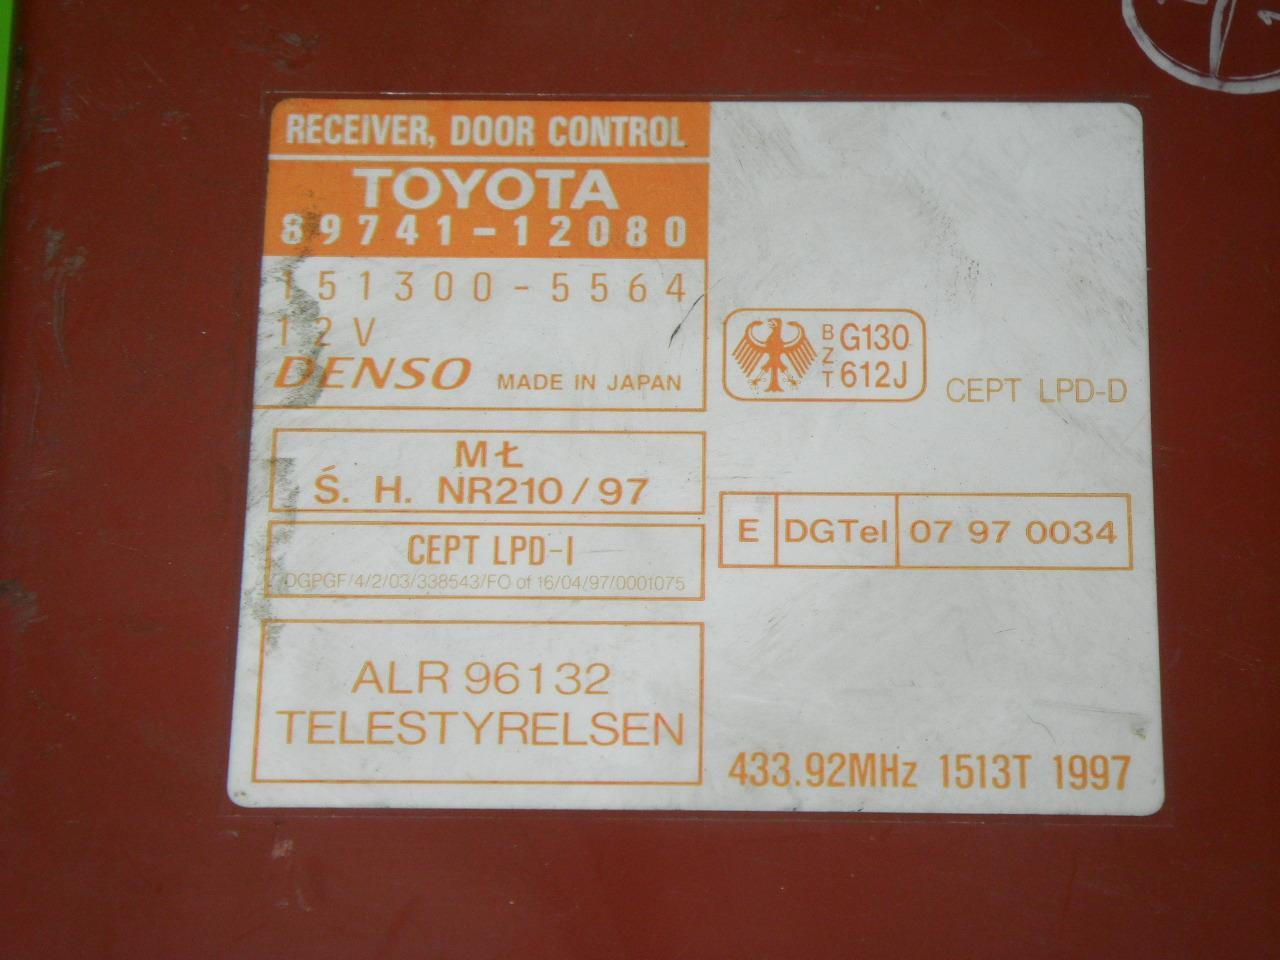 RECEIVER, DOOR CONTROL
TOYOTA
89741-12080
151300-5564
12V
DENSO MADE IN JAPAN
MŁ
Ś. H. NR210/97
CEPT LPD-I
DGPGF/4/2/03/338543/FO of 16/04/97/0001075
ALR 96132
TELESTYRELSEN
BZT G130
612J
CEPT LPD-D
E DGTel 07 97 0034
433.92MHz 1513T 1997